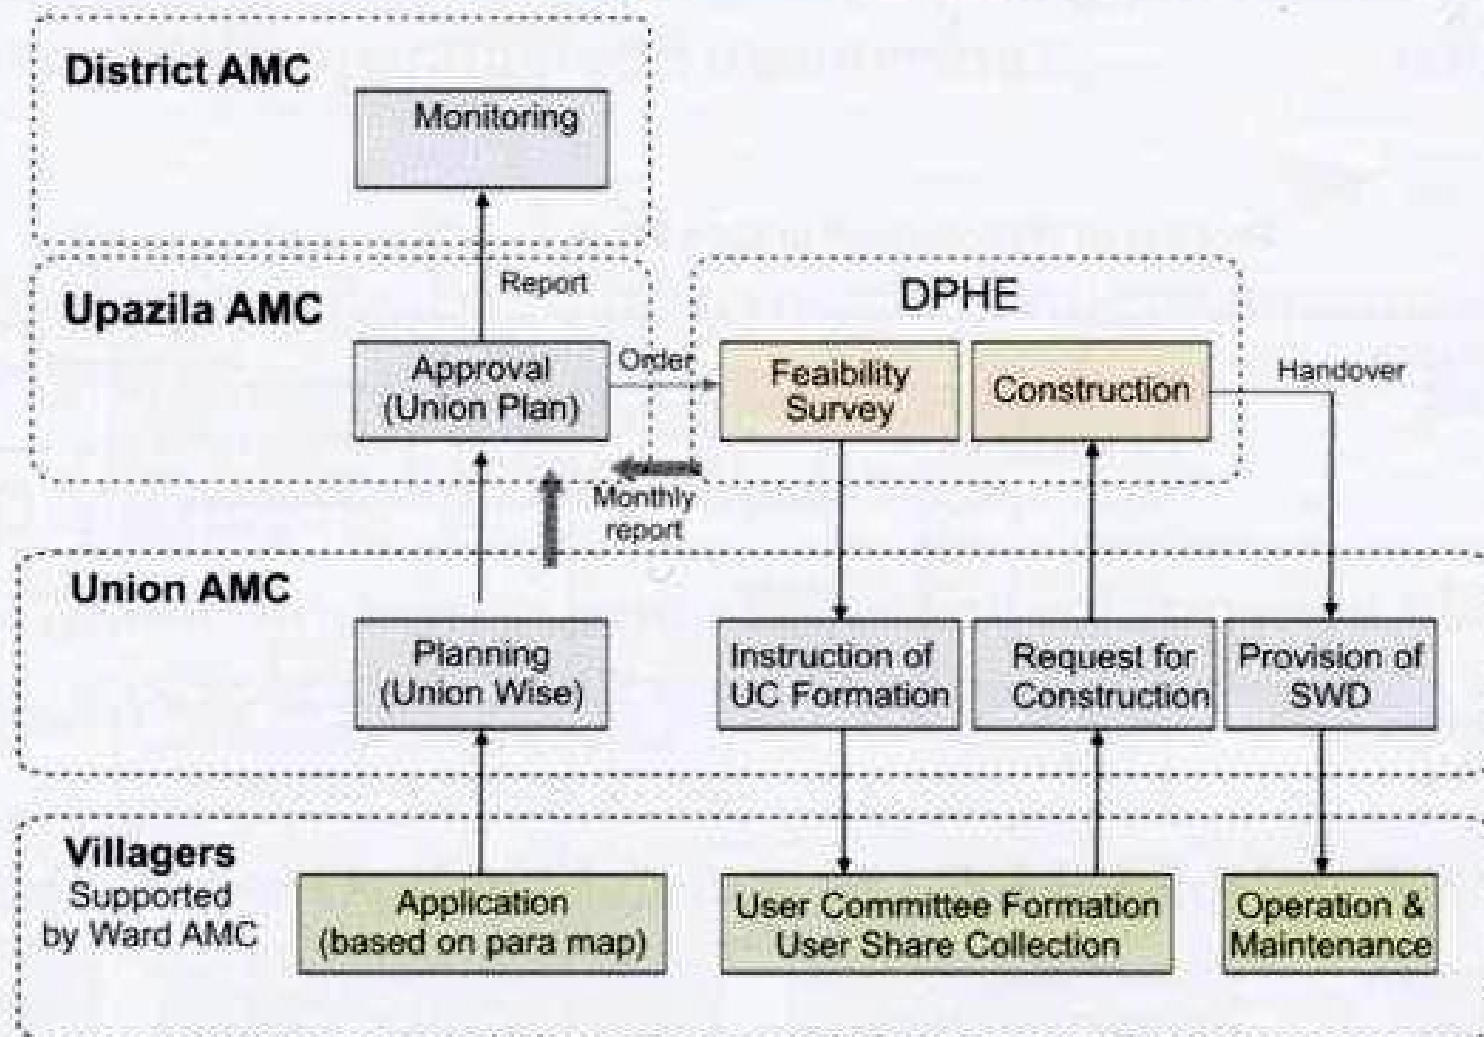 District AMC
Monitoring
Report
Upazila AMC
DPHE
Approval
(Union Plan)
Order
Feaibility
Survey
Construction
Handover
Monthly
report
Union AMC
Planning
(Union Wise)
Instruction of
UC Formation
Request for
Construction
Provision of
SWD
Villagers
Supported
by Ward AMC
Application
(based on para map)
User Committee Formation
User Share Collection
Operation &
Maintenance